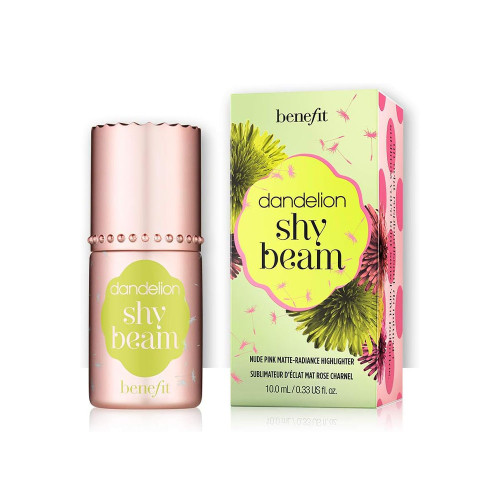 dandelion
shy
beam
benefit
benefit
dandelion
shy
beam
NUDE PINK MATTE-RADIANCE HIGHLIGHTER
SUBLIMATEUR D'ÉCLAT MAT ROSE CHARNEL
10.0 mL / 0.33 US fl. oz.